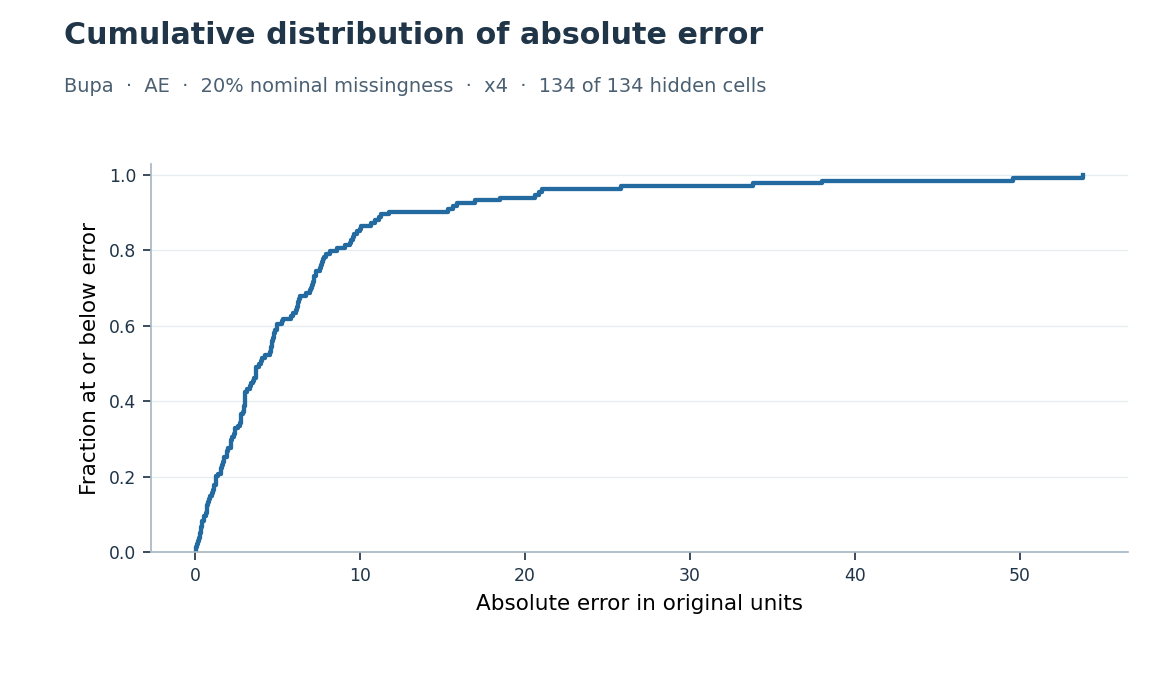 Cumulative distribution of absolute error
Bupa · AE · 20% nominal missingness · x4 · 134 of 134 hidden cells
Fraction at or below error
1.0
0.8
0.6
0.4
0.2
0.0
0 10 20 30 40 50
Absolute error in original units